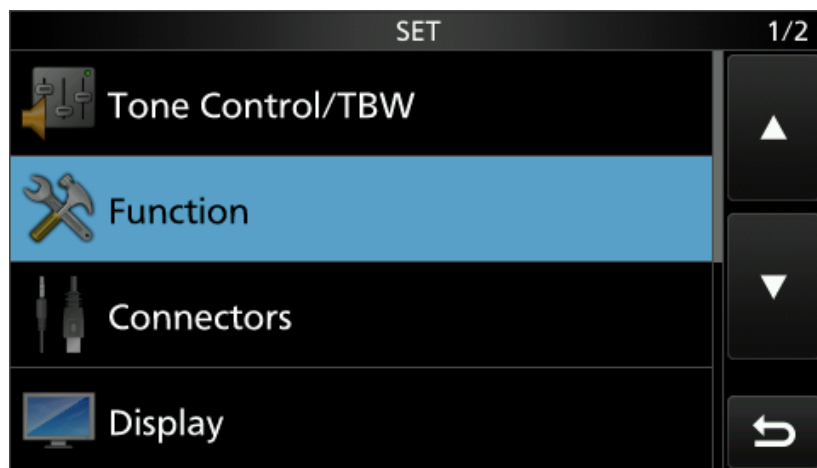 SET 1/2
Tone Control/TBW
Function
Connectors
Display